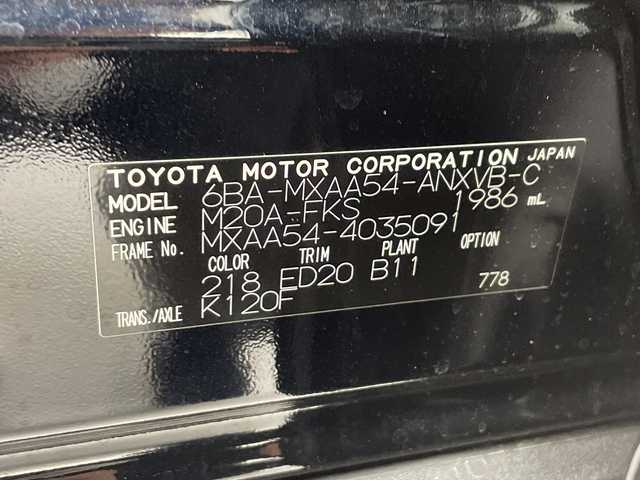 TOYOTA MOTOR CORPORATION JAPAN
MODEL 6BA-MXAA54-ANXVB-C
ENGINE M20A-FKS 1986 mL
FRAME No. MXAA54-4035091
COLOR TRIM PLANT OPTION
218 ED20 B11 778
TRANS./AXLE K120F